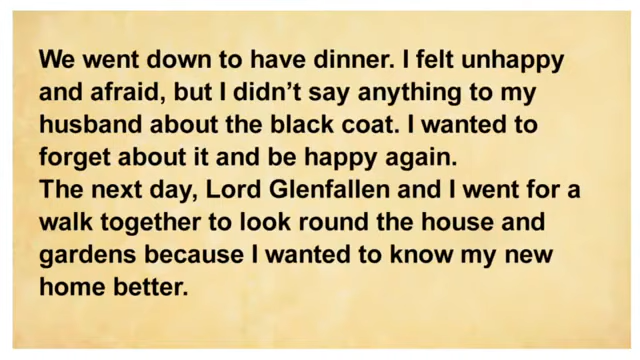 We went down to have dinner. I felt unhappy
and afraid, but I didn’t say anything to my
husband about the black coat. I wanted to
forget about it and be happy again.
The next day, Lord Glenfallen and I went for a
walk together to look round the house and
gardens because I wanted to know my new
home better.